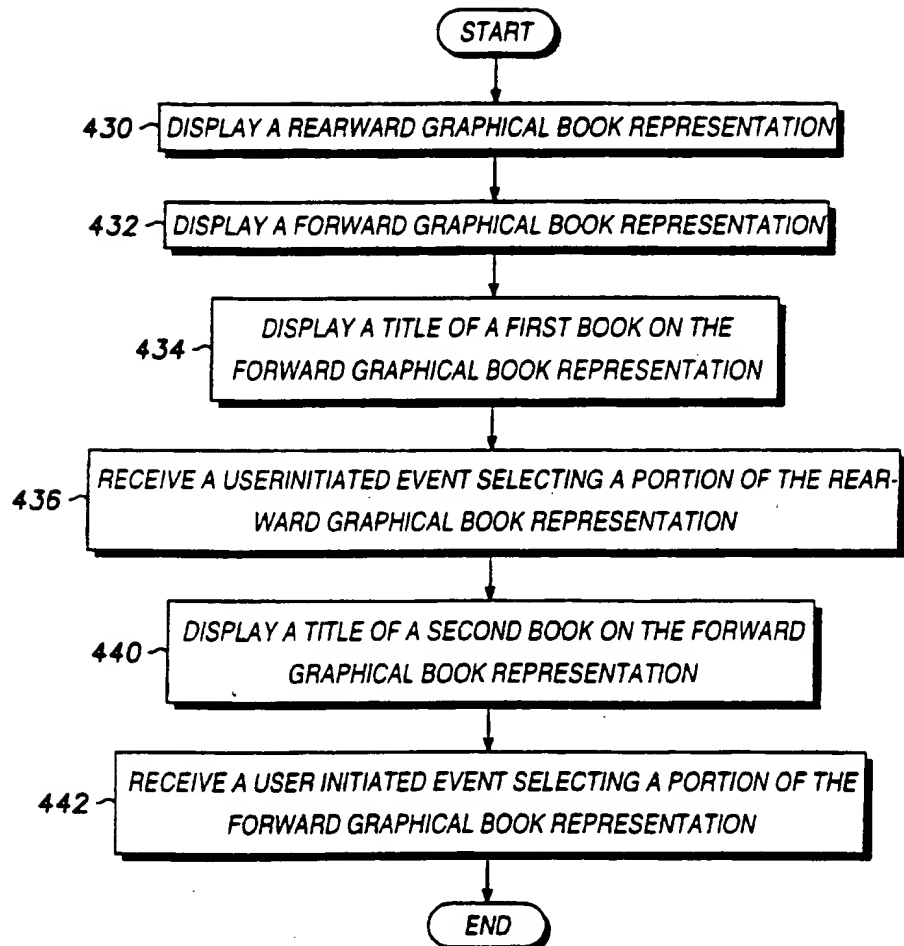 START
430 DISPLAY A REARWARD GRAPHICAL BOOK REPRESENTATION
432 DISPLAY A FORWARD GRAPHICAL BOOK REPRESENTATION
434 DISPLAY A TITLE OF A FIRST BOOK ON THE
FORWARD GRAPHICAL BOOK REPRESENTATION
436 RECEIVE A USERINITIATED EVENT SELECTING A PORTION OF THE REAR-
WARD GRAPHICAL BOOK REPRESENTATION
440 DISPLAY A TITLE OF A SECOND BOOK ON THE FORWARD
GRAPHICAL BOOK REPRESENTATION
442 RECEIVE A USER INITIATED EVENT SELECTING A PORTION OF THE
FORWARD GRAPHICAL BOOK REPRESENTATION
END